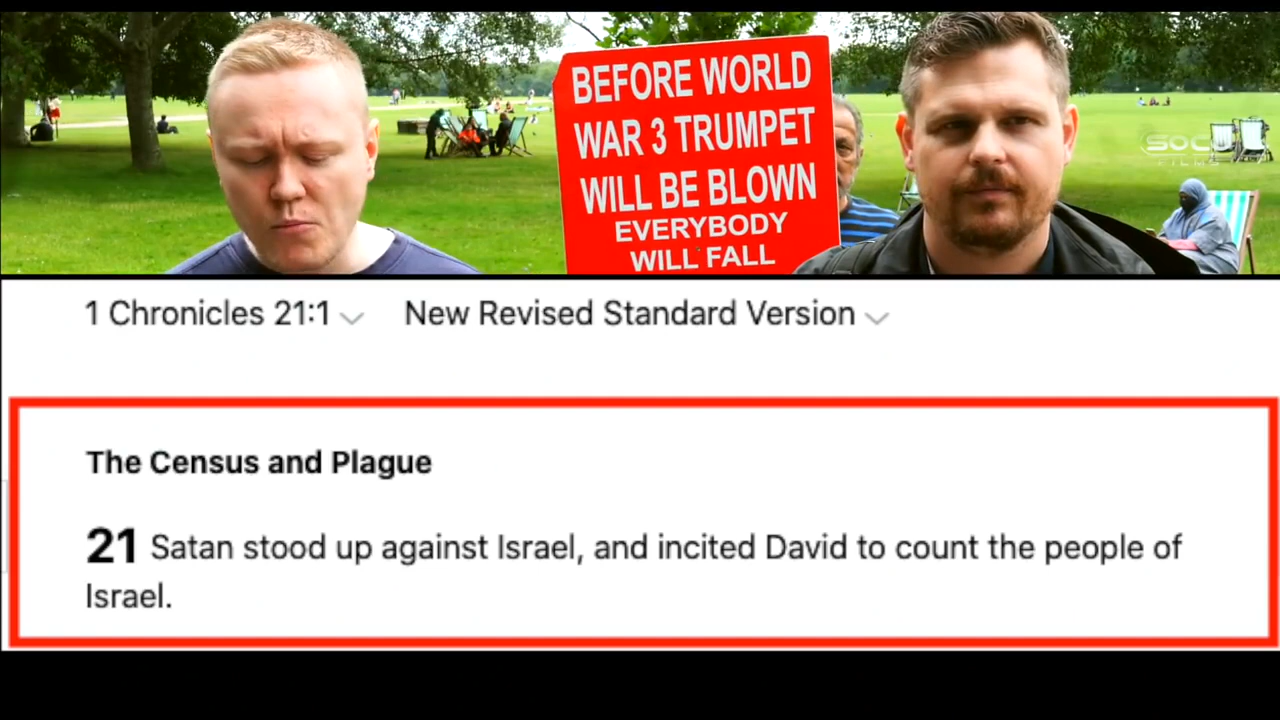 BEFORE WORLD
WAR 3 TRUMPET
WILL BE BLOWN
EVERYBODY
WILL FALL
1 Chronicles 21:1 New Revised Standard Version
The Census and Plague
21 Satan stood up against Israel, and incited David to count the people of
Israel.